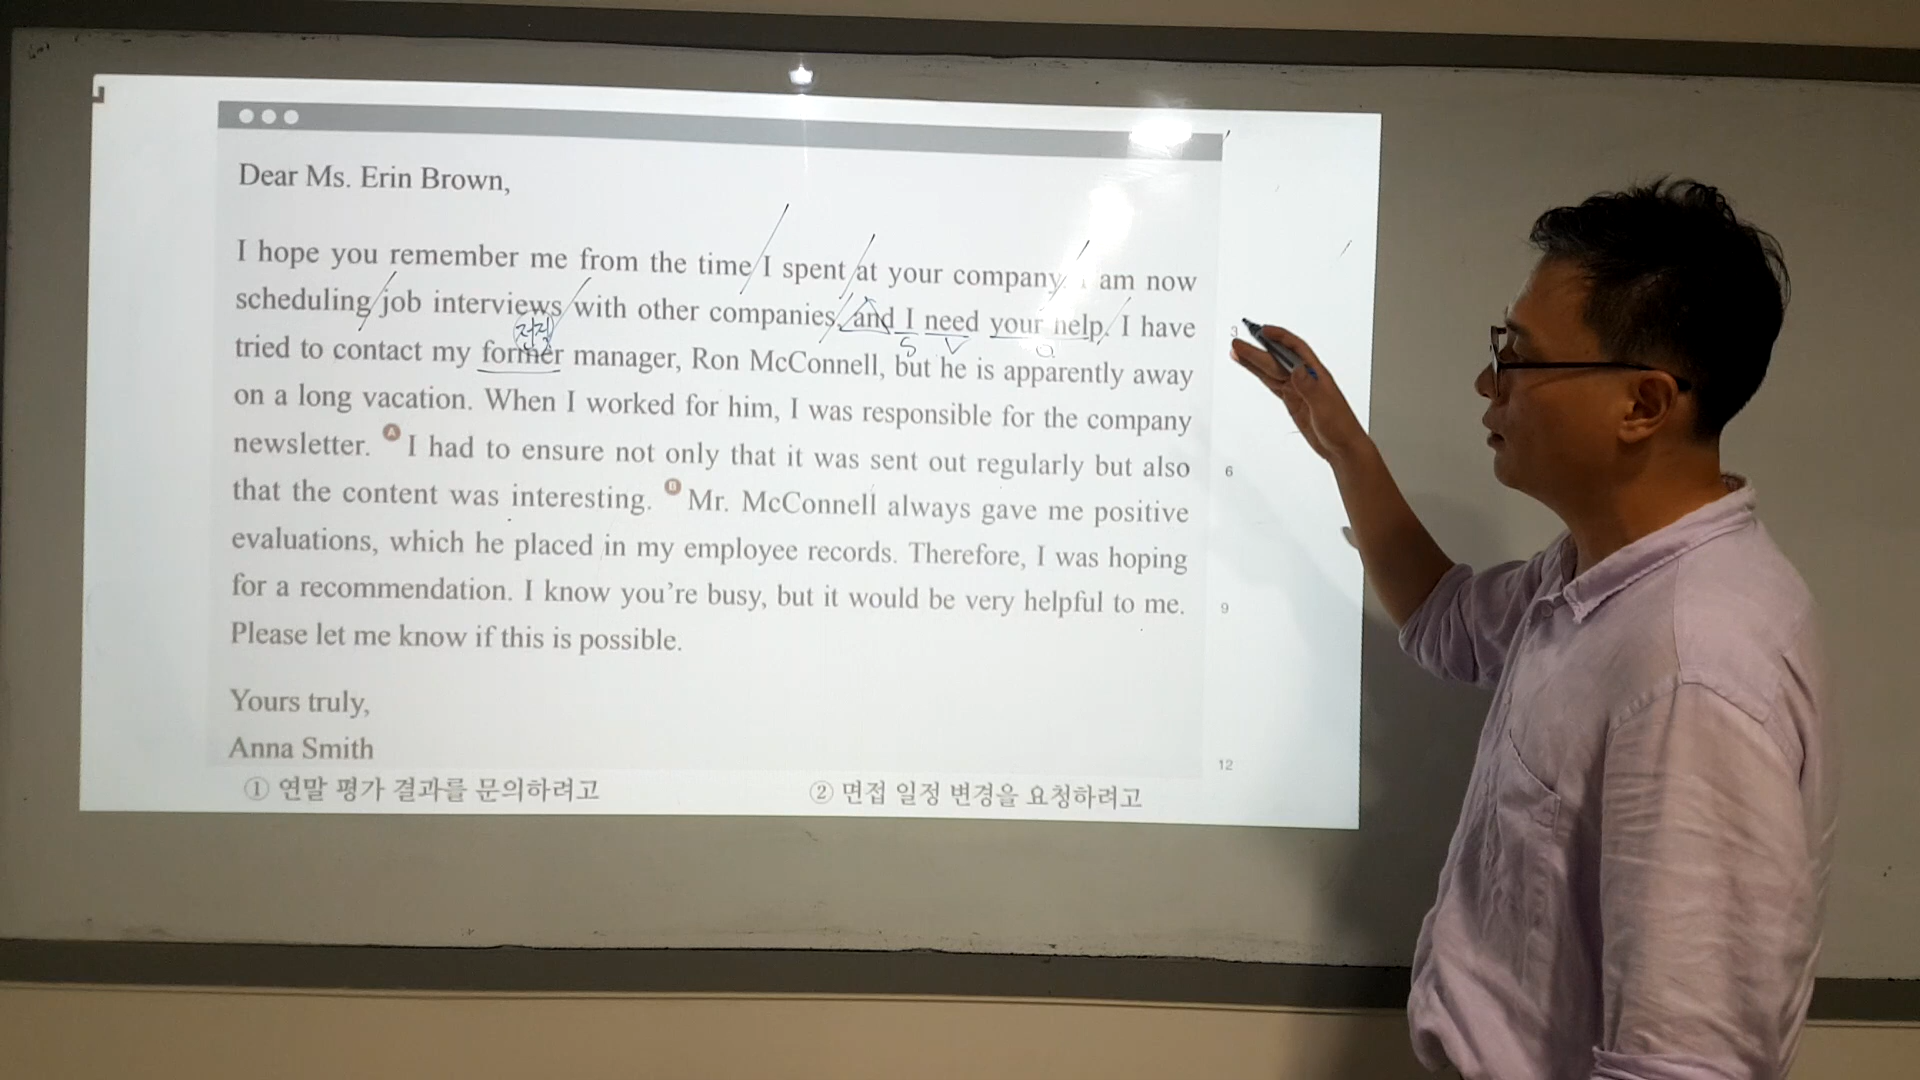 Dear Ms. Erin Brown,
I hope you remember me from the time I spent at your company. I am now
scheduling job interviews with other companies, and I need your help. I have
S V O
tried to contact my former manager, Ron McConnell, but he is apparently away
on a long vacation. When I worked for him, I was responsible for the company
newsletter. A I had to ensure not only that it was sent out regularly but also
that the content was interesting. B Mr. McConnell always gave me positive
evaluations, which he placed in my employee records. Therefore, I was hoping
for a recommendation. I know you're busy, but it would be very helpful to me.
Please let me know if this is possible.
Yours truly,
Anna Smith
① 연말 평가 결과를 문의하려고
② 면접 일정 변경을 요청하려고
3
6
9
12